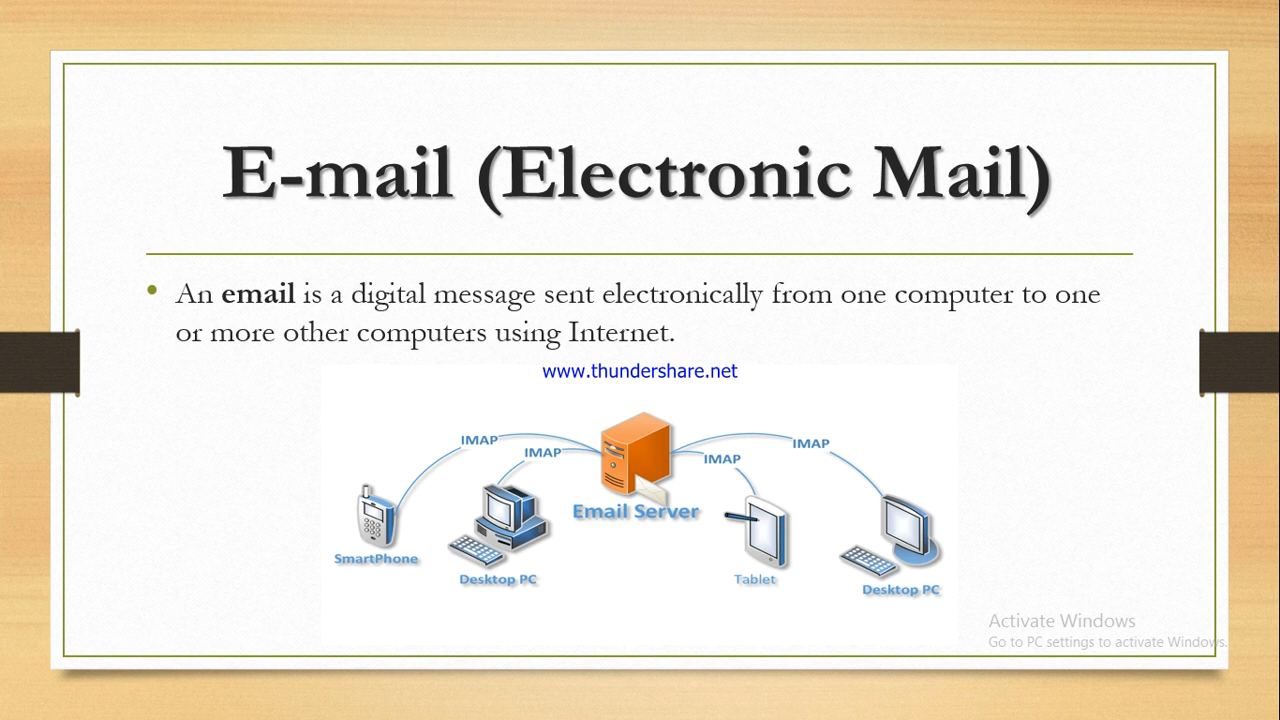 E-mail (Electronic Mail)
• An email is a digital message sent electronically from one computer to one
or more other computers using Internet.
www.thundershare.net
IMAP
IMAP
IMAP
IMAP
Email Server
SmartPhone
Desktop PC
Tablet
Desktop PC
Activate Windows
Go to PC settings to activate Windows.